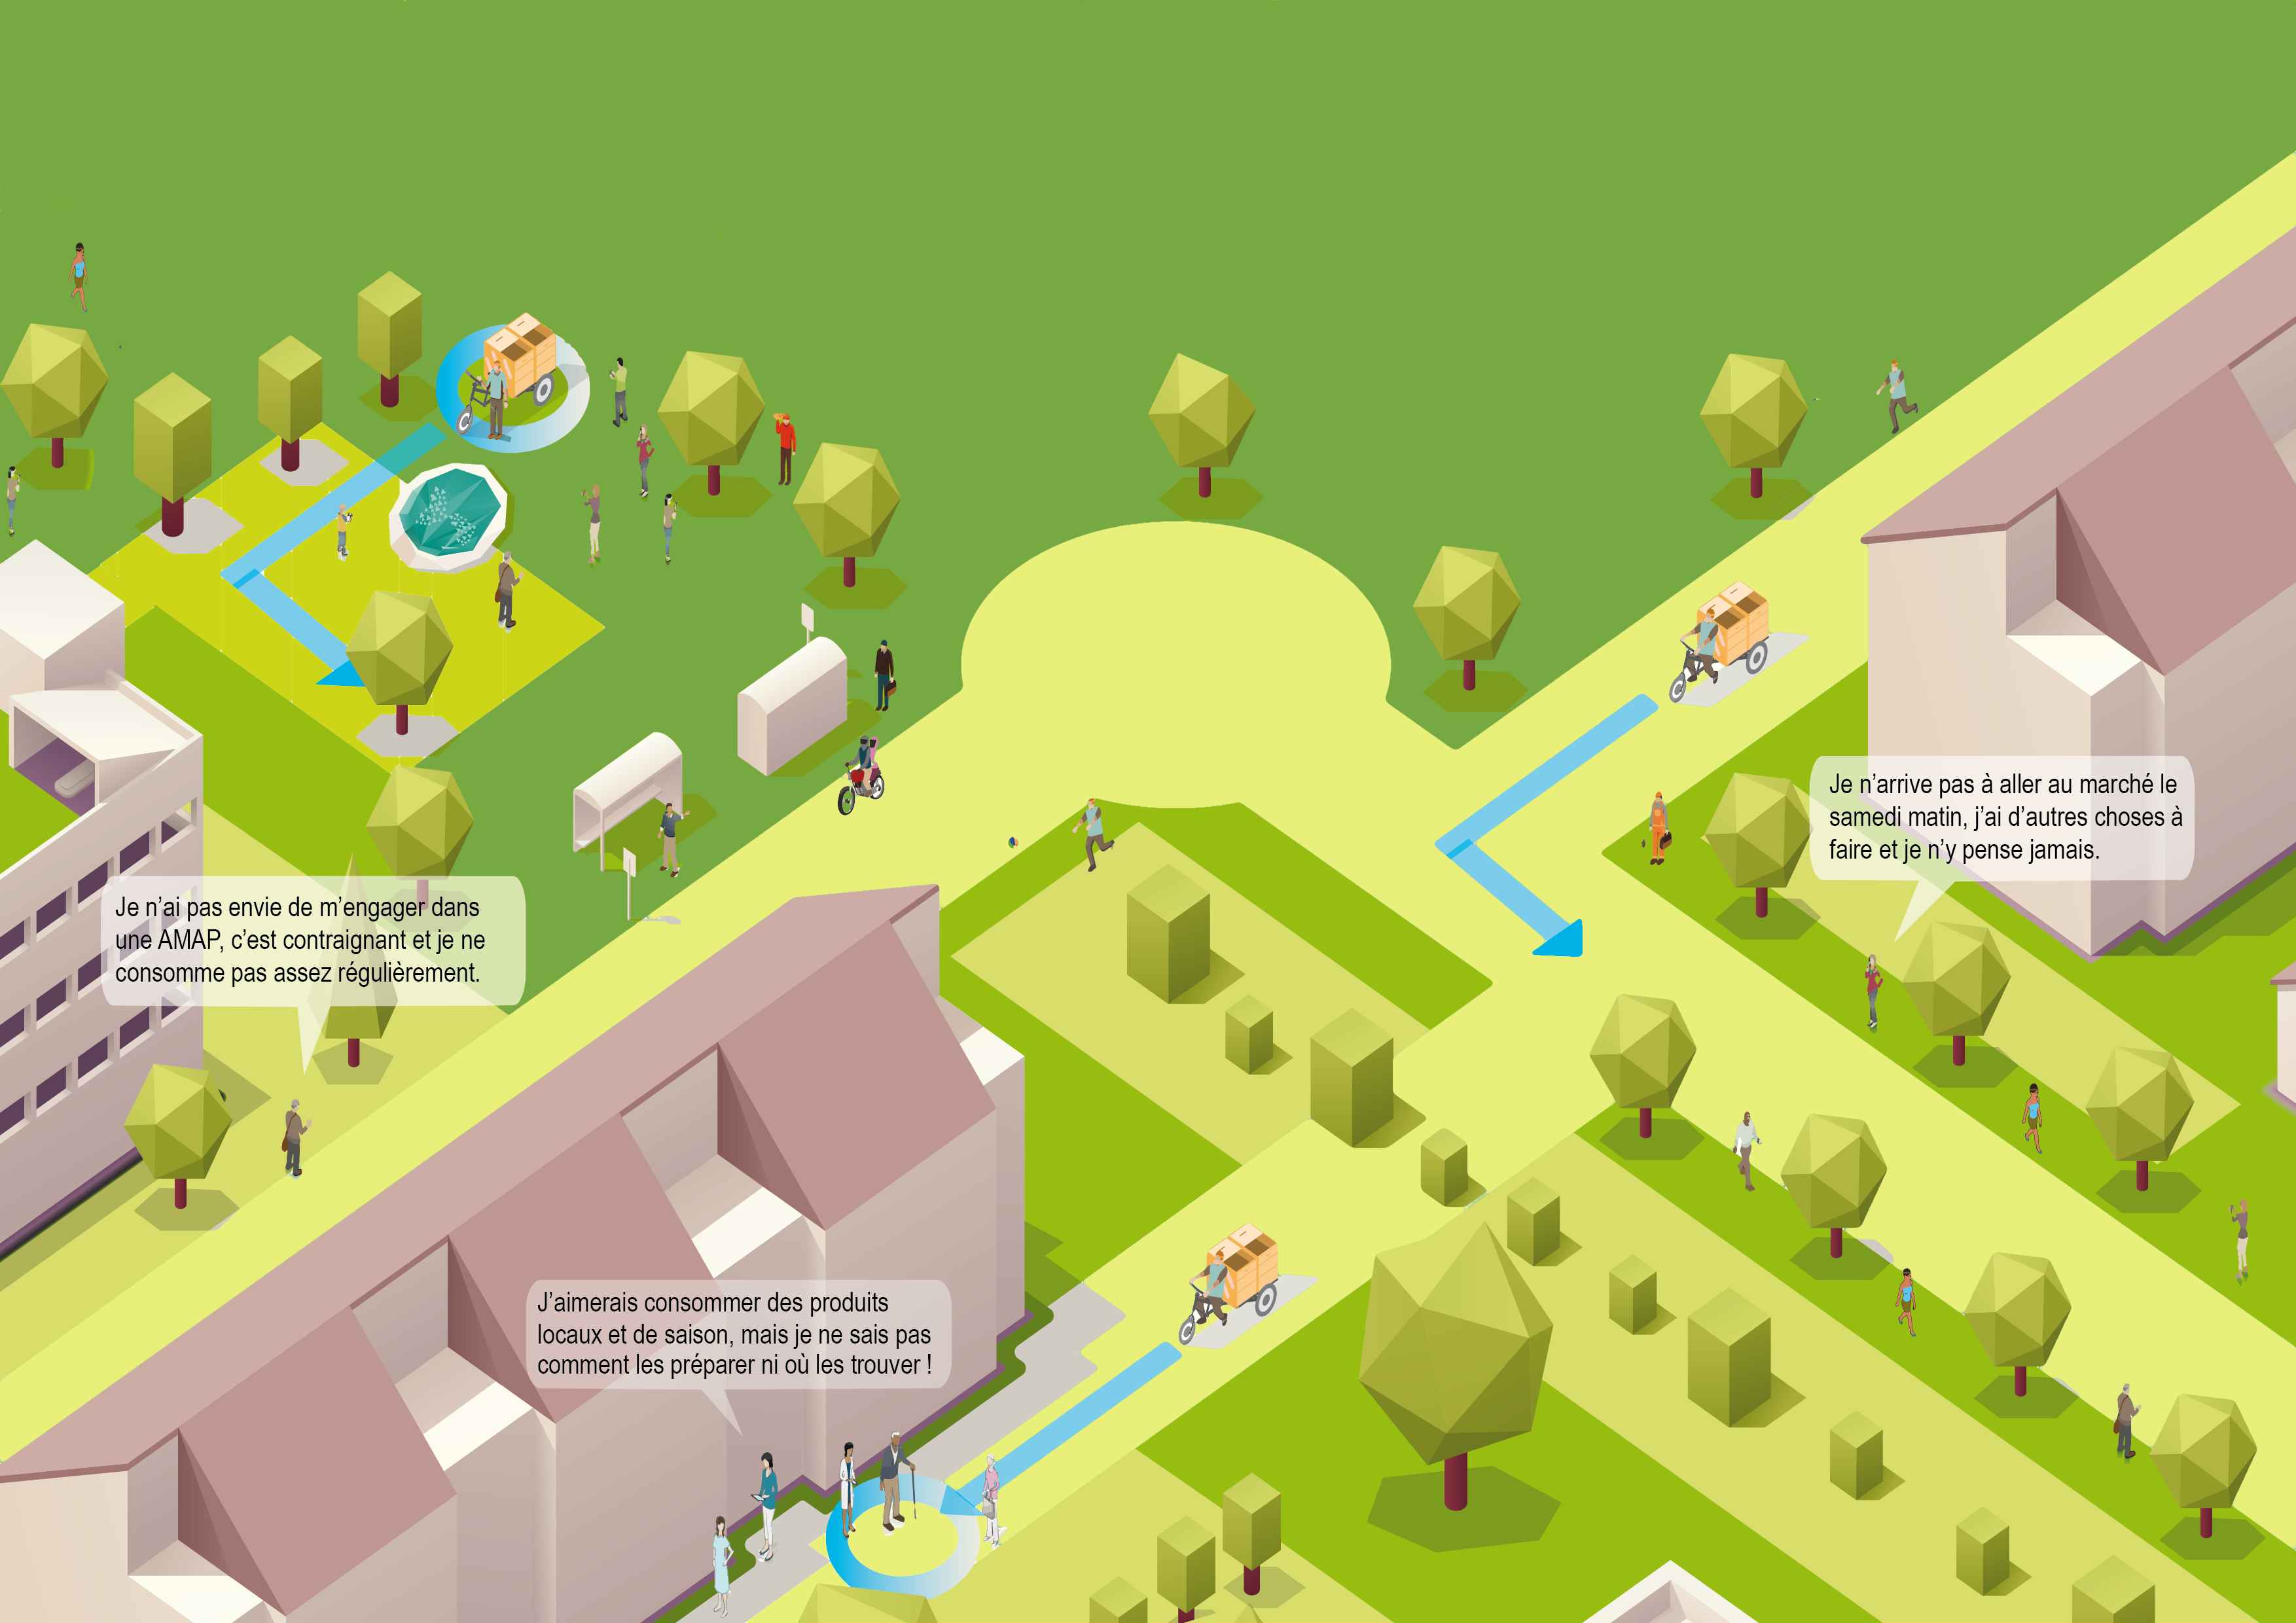 Je n'arrive pas à aller au marché le
samedi matin, j'ai d'autres choses à
faire et je n'y pense jamais.
Je n'ai pas envie de m'engager dans
une AMAP, c'est contraignant et je ne
consomme pas assez régulièrement.
J'aimerais consommer des produits
locaux et de saison, mais je ne sais pas
comment les préparer ni où les trouver !